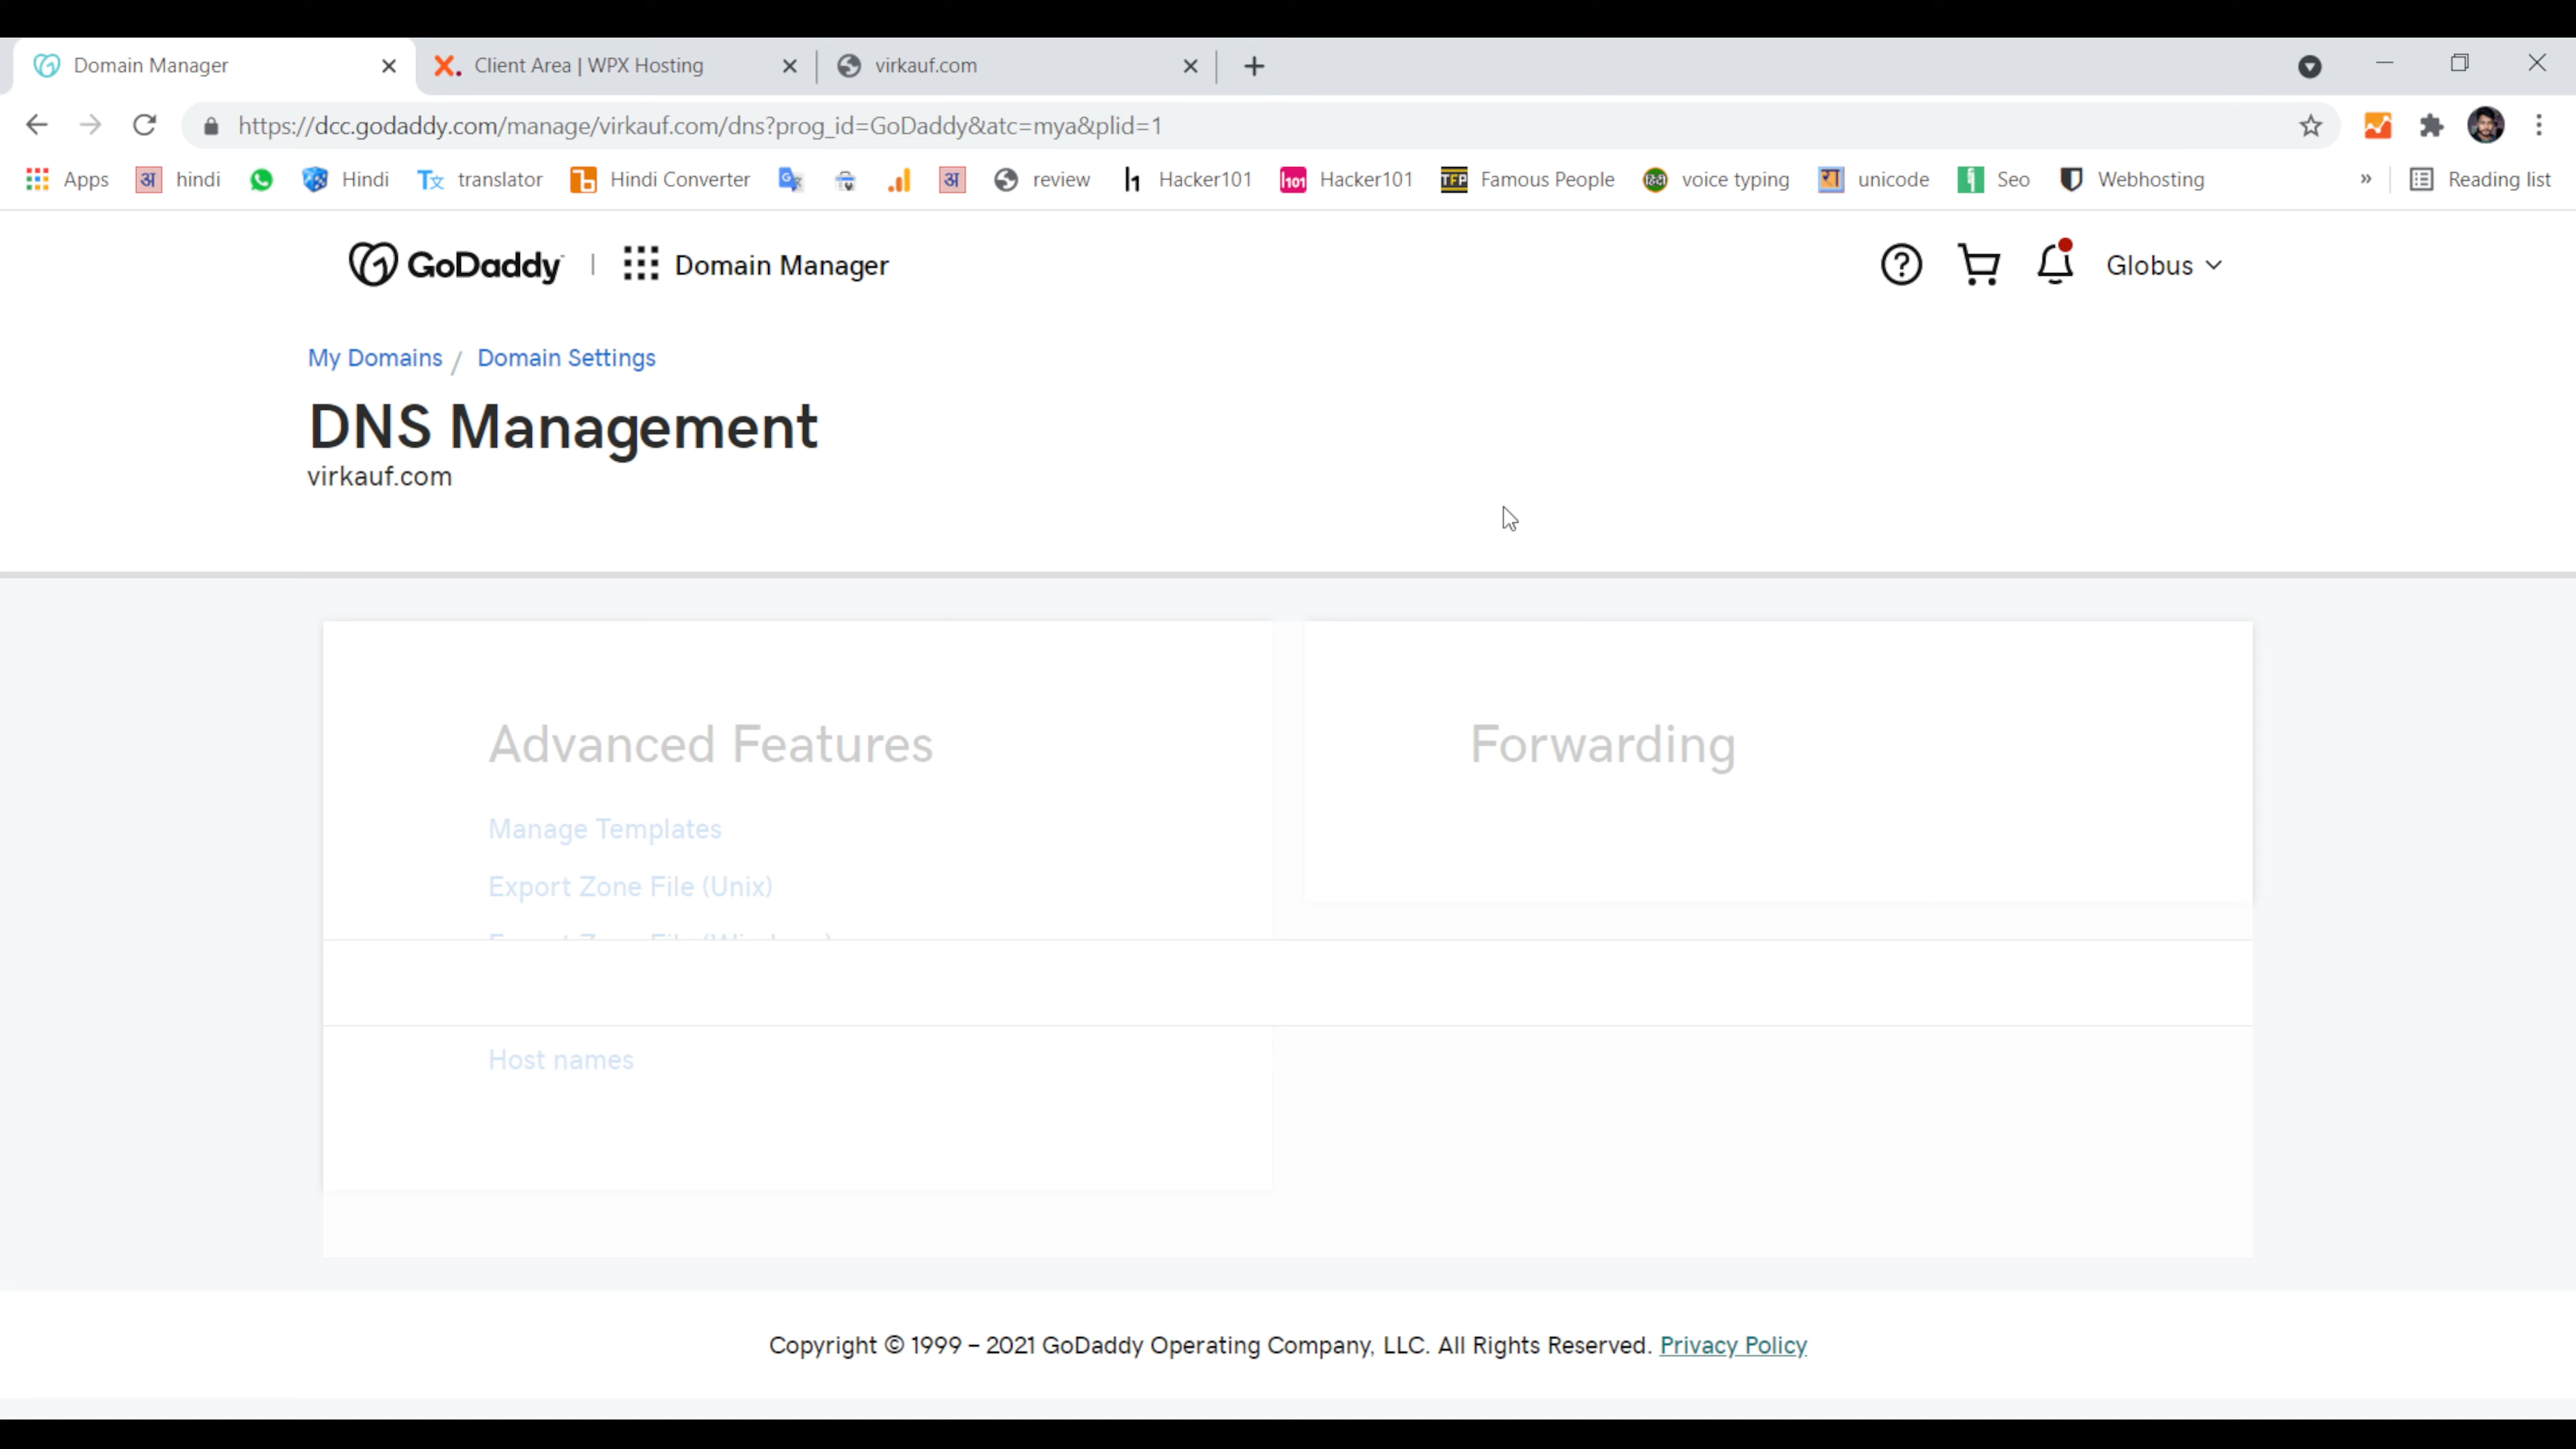 Domain Manager
Client Area | WPX Hosting
virkauf.com
https://dcc.godaddy.com/manage/virkauf.com/dns?prog_id=GoDaddy&atc=mya&plid=1
Apps
अ hindi
Hindi
translator
Hindi Converter
अ
review
Hacker101
h101 Hacker101
TFP Famous People
voice typing
unicode
Seo
Webhosting
»
Reading list
GoDaddy
Domain Manager
Globus
My Domains / Domain Settings
DNS Management
virkauf.com
Advanced Features
Forwarding
Manage Templates
Export Zone File (Unix)
Host names
Copyright © 1999 – 2021 GoDaddy Operating Company, LLC. All Rights Reserved. Privacy Policy